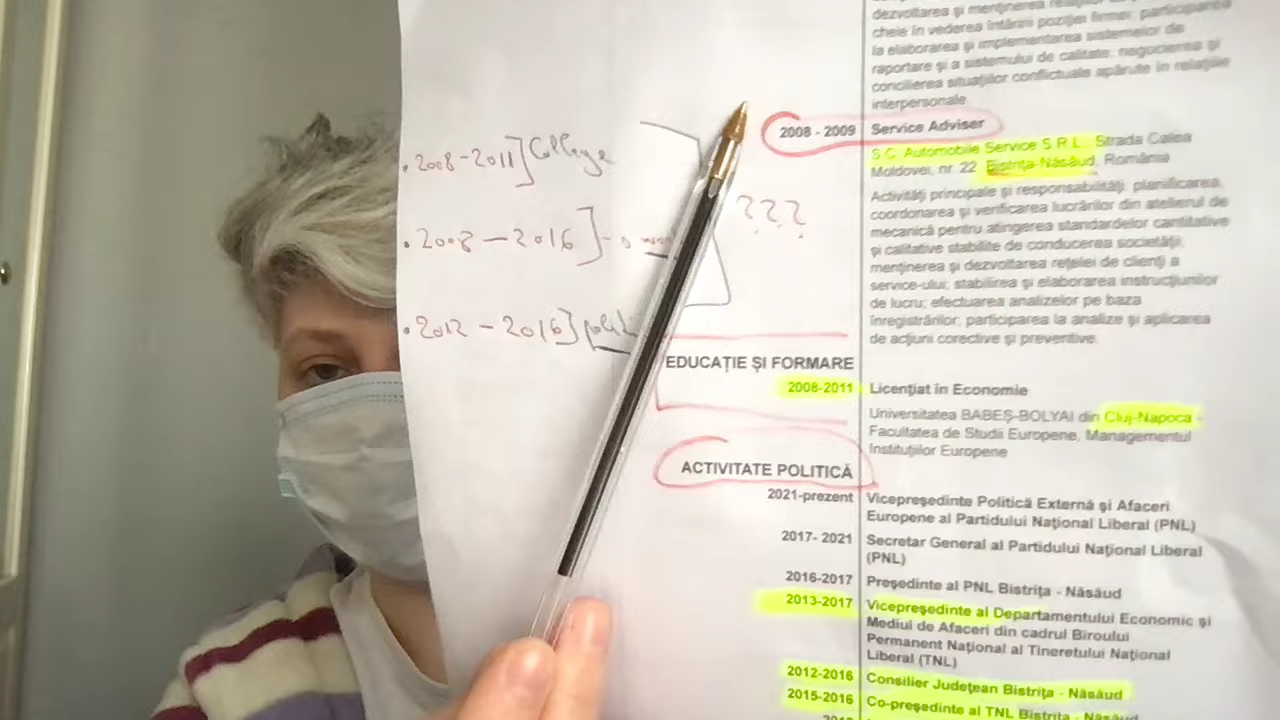 dezvoltarea și menținerea relațiilor
cheie în vederea întăririi poziției firmei; participarea
la elaborarea și implementarea sistemelor de
raportare și a sistemului de calitate; negocierea și
concilierea situațiilor conflictuale apărute în relațiile
interpersonale
2008 - 2009 Service Adviser
S.C. Automobile Service S.R.L., Strada Calea
Moldovei, nr. 22 Bistrița-Năsăud, România
Activități principale și responsabilități: planificarea,
coordonarea și verificarea lucrărilor din atelierul de
mecanică pentru atingerea standardelor cantitative
și calitative stabilite de conducerea societății;
menținerea și dezvoltarea rețelei de clienți a
service-ului; stabilirea și elaborarea instrucțiunilor
de lucru; efectuarea analizelor pe baza
înregistrărilor; participarea la analize și aplicarea
de acțiuni corective și preventive.
• 2008-2011] College
• 2008 — 2016]
???
• 2012 - 2016]
EDUCAȚIE ȘI FORMARE
2008-2011 Licențiat în Economie
Universitatea BABEȘ-BOLYAI din Cluj-Napoca -
Facultatea de Studii Europene, Managementul
Instituțiilor Europene
ACTIVITATE POLITICĂ
2021-prezent Vicepreședinte Politică Externă și Afaceri
Europene al Partidului Național Liberal (PNL)
2017- 2021 Secretar General al Partidului Național Liberal
(PNL)
2016-2017 Președinte al PNL Bistrița - Năsăud
2013-2017 Vicepreședinte al Departamentului Economic și
Mediul de Afaceri din cadrul Biroului
Permanent Național al Tineretului Național
Liberal (TNL)
2012-2016 Consilier Județean Bistrița - Năsăud
2015-2016 Co-președinte al TNL Bistrița - Năsăud